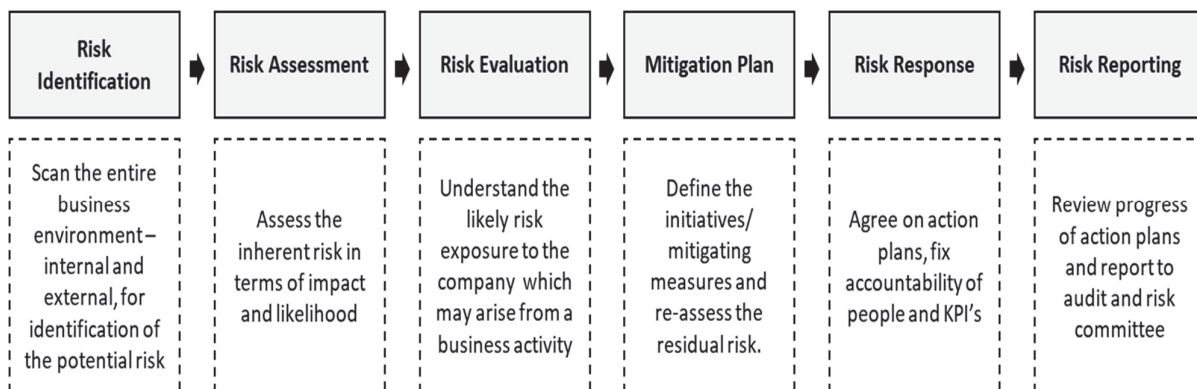 Risk
Identification
Risk Assessment
Risk Evaluation
Mitigation Plan
Risk Response
Risk Reporting
Scan the entire
business
environment–
internal and
external, for
identification of
the potential risk
Assess the
inherent risk in
terms of impact
and likelihood
Understand the
likely risk
exposure to the
company which
may arise from a
business activity
Define the
initiatives/
mitigating
measures and
re-assess the
residual risk.
Agree on action
plans, fix
accountability of
people and KPI's
Review progress
of action plans
and report to
audit and risk
committee